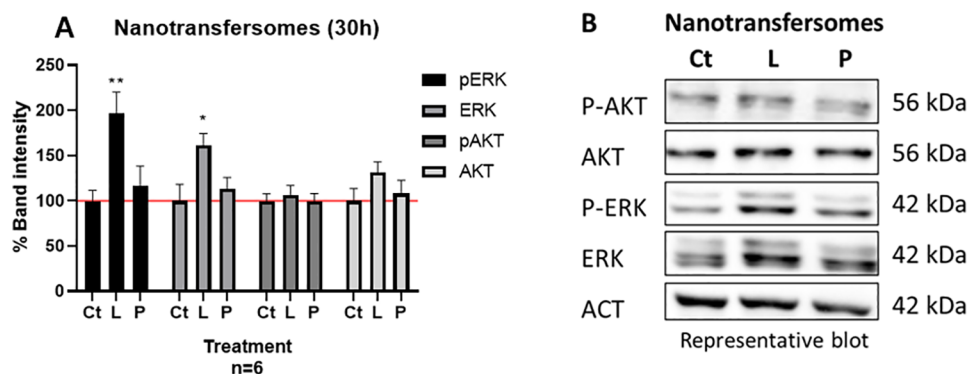 A Nanotransfersomes (30h)
% Band intensity
250
200
150
100
50
0
** *
Ct L P Ct L P Ct L P Ct L P
Treatment
n=6
pERK
ERK
pAKT
AKT
B Nanotransfersomes
Ct L P
P-AKT 56 kDa
AKT 56 kDa
P-ERK 42 kDa
ERK 42 kDa
ACT 42 kDa
Representative blot